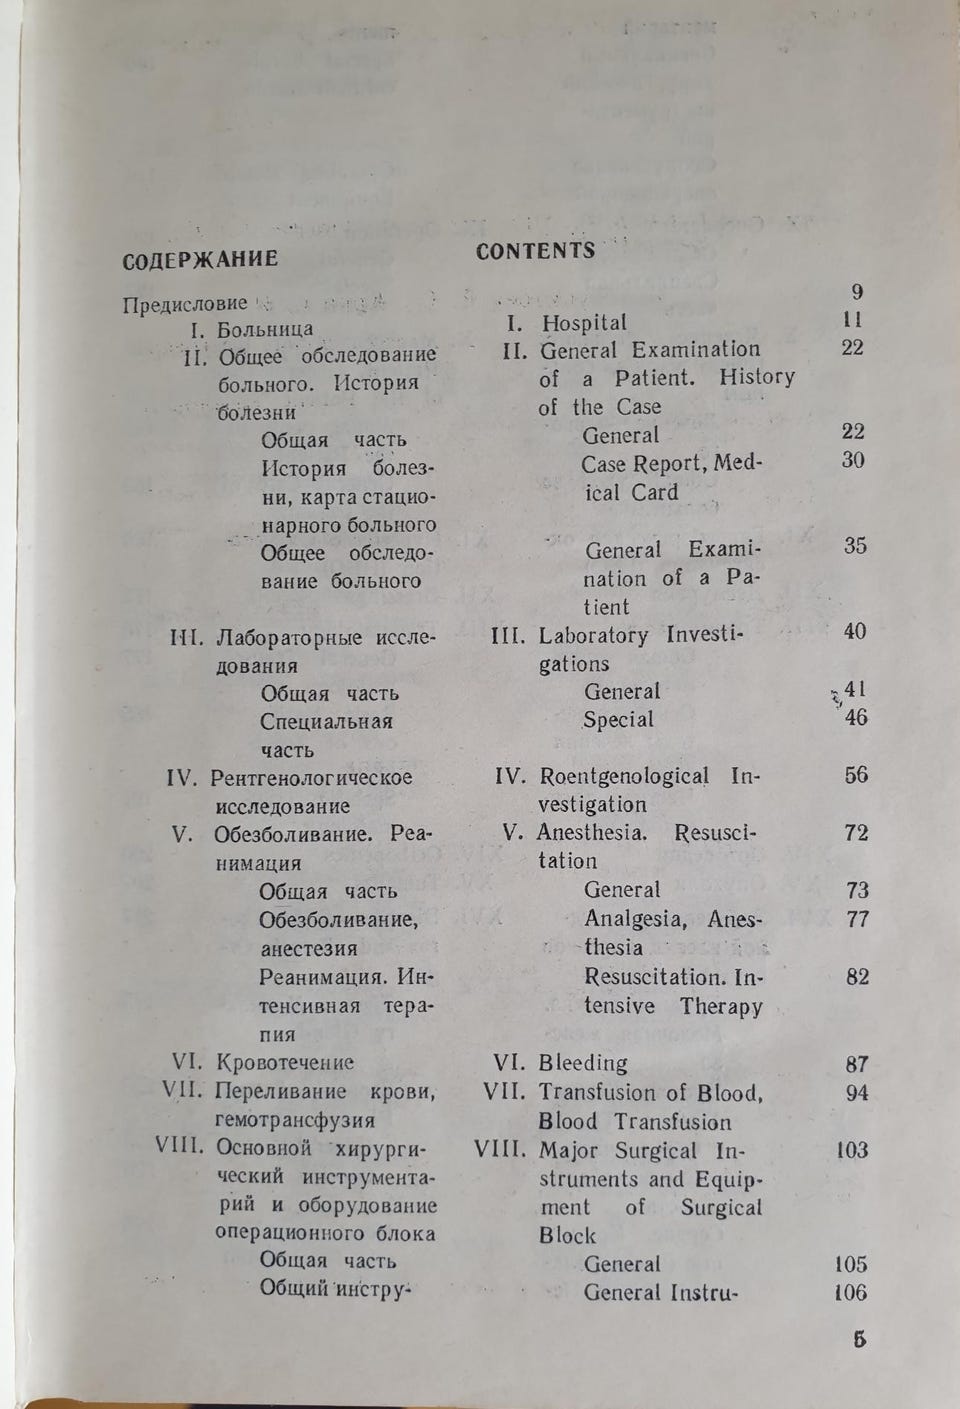 СОДЕРЖАНИЕ CONTENTS
Предисловие 9
I. Больница I. Hospital 11
II. Общее обследование II. General Examination 22
больного. История of a Patient. History
болезни of the Case
Общая часть General 22
История болез- Case Report, Med- 30
ни, карта стацио- ical Card
нарного больного
Общее обследо- General Exami- 35
вание больного nation of a Pa-
tient
III. Лабораторные иссле- III. Laboratory Investi- 40
дования gations
Общая часть General 41
Специальная Special 46
часть
IV. Рентгенологическое IV. Roentgenological In- 56
исследование vestigation
V. Обезболивание. Реа- V. Anesthesia. Resusci- 72
нимация tation
Общая часть General 73
Обезболивание, Analgesia, Anes- 77
анестезия thesia
Реанимация. Ин- Resuscitation. In- 82
тенсивная тера- tensive Therapy
пия
VI. Кровотечение VI. Bleeding 87
VII. Переливание крови, VII. Transfusion of Blood, 94
гемотрансфузия Blood Transfusion
VIII. Основной хирурги- VIII. Major Surgical In- 103
ческий инструмента- struments and Equip-
рий и оборудование ment of Surgical
операционного блока Block
Общая часть General 105
Общий инстру- General Instru- 106
5